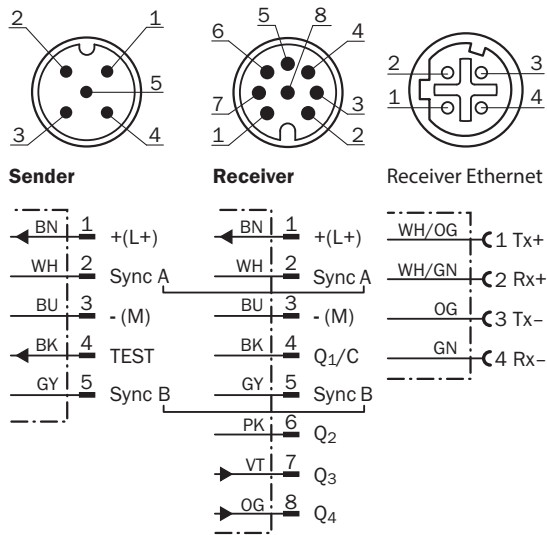 2 1
5
3 4
5 8
6 4
7 3
1 2
2 3
1 4
Sender
BN 1 +(L+)
WH 2 Sync A
BU 3 - (M)
BK 4 TEST
GY 5 Sync B
Receiver
BN 1 +(L+)
WH 2 Sync A
BU 3 - (M)
BK 4 Q1/C
GY 5 Sync B
PK 6 Q2
VT 7 Q3
OG 8 Q4
Receiver Ethernet
WH/OG 1 Tx+
WH/GN 2 Rx+
OG 3 Tx–
GN 4 Rx–